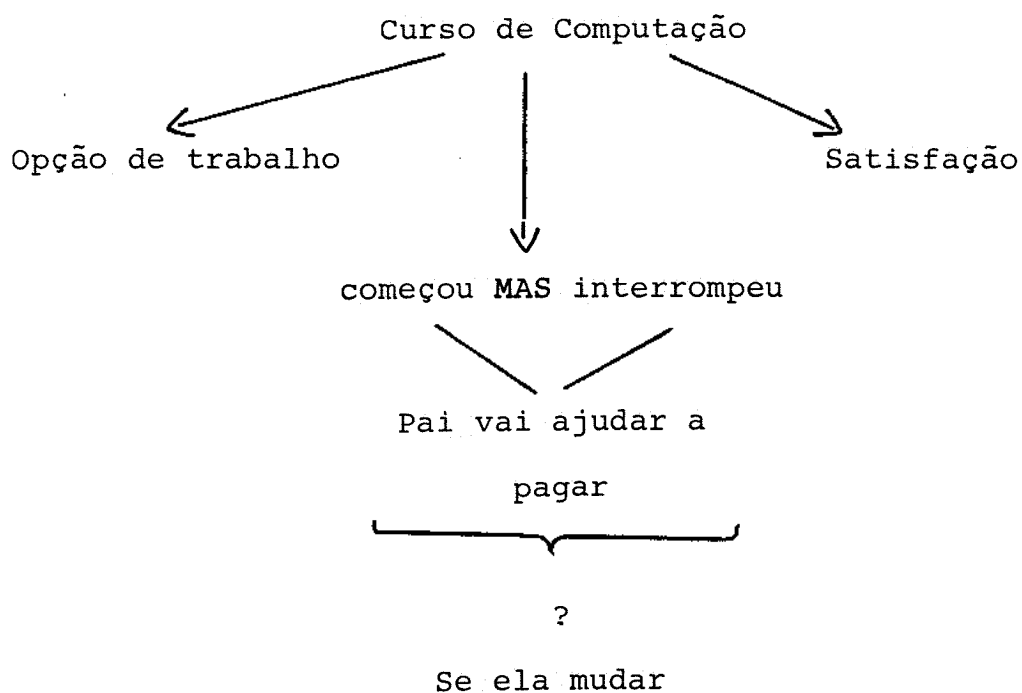 Curso de Computação
Opção de trabalho
Satisfação
começou MAS interrompeu
Pai vai ajudar a
pagar
?
Se ela mudar